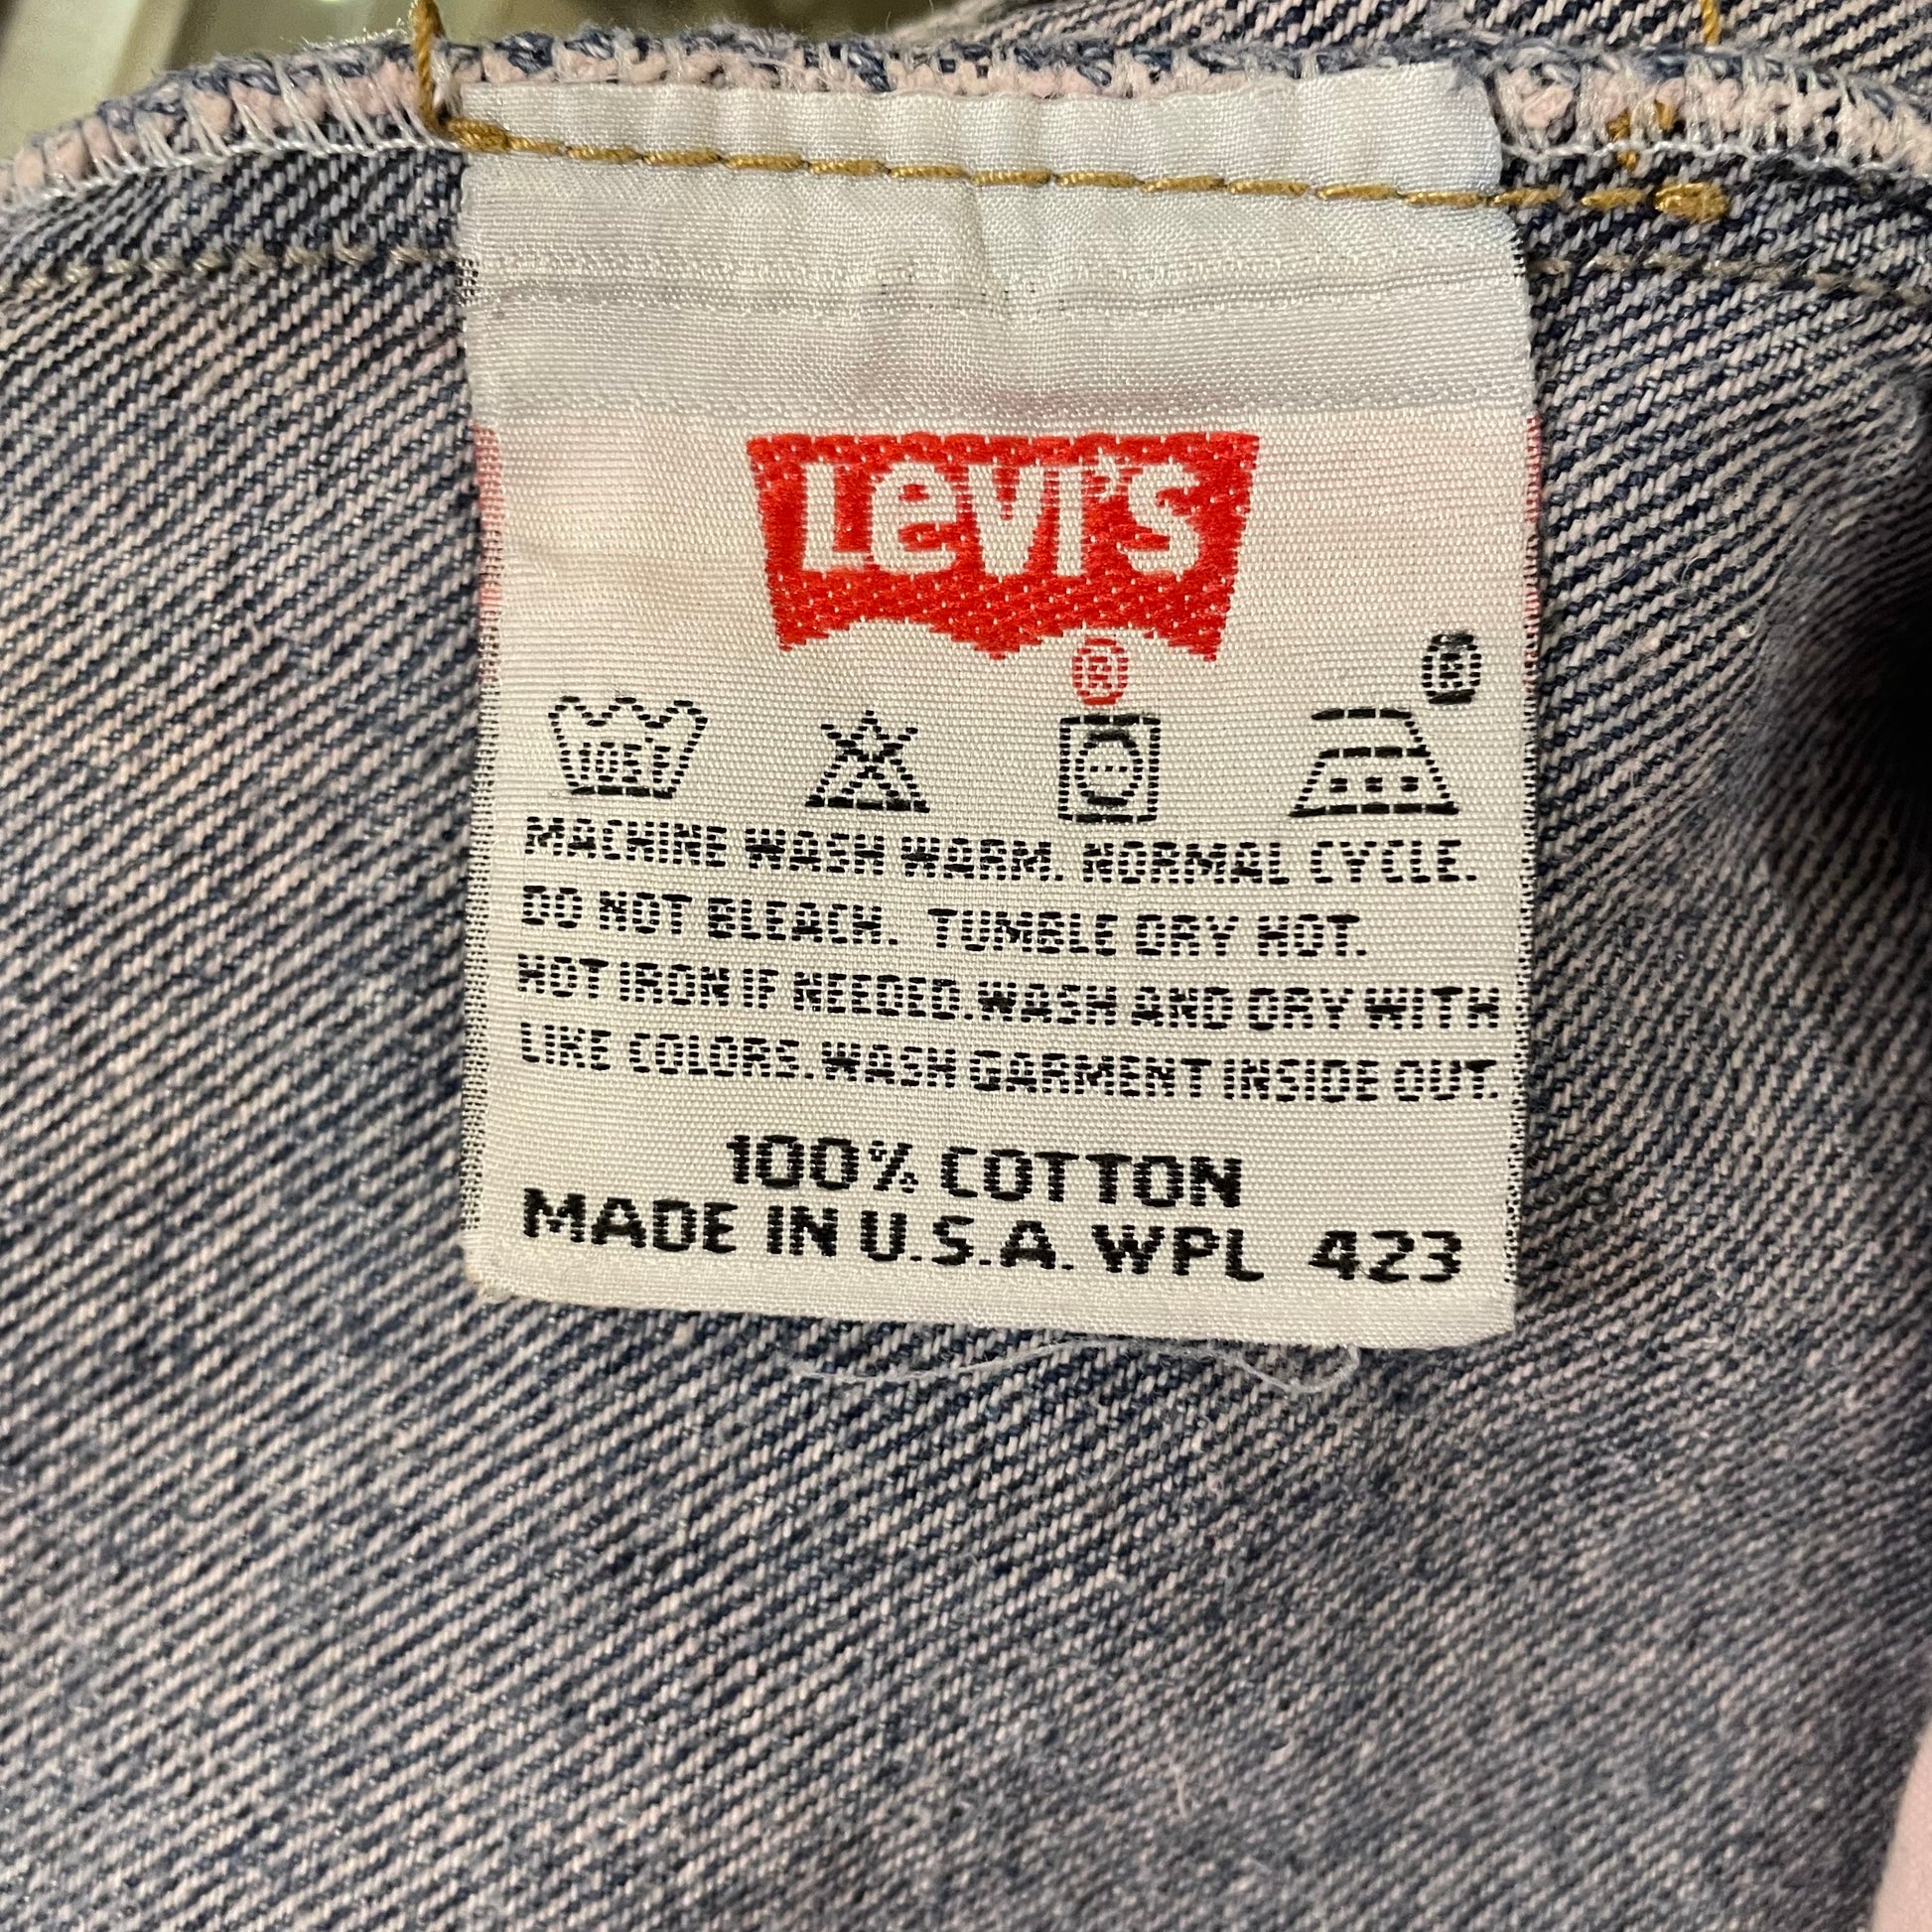 Levi's
®
®
105F
MACHINE WASH WARM. NORMAL CYCLE.
DO NOT BLEACH. TUMBLE DRY HOT.
HOT IRON IF NEEDED. WASH AND DRY WITH
LIKE COLORS. WASH GARMENT INSIDE OUT.
100% COTTON
MADE IN U.S.A. WPL 423